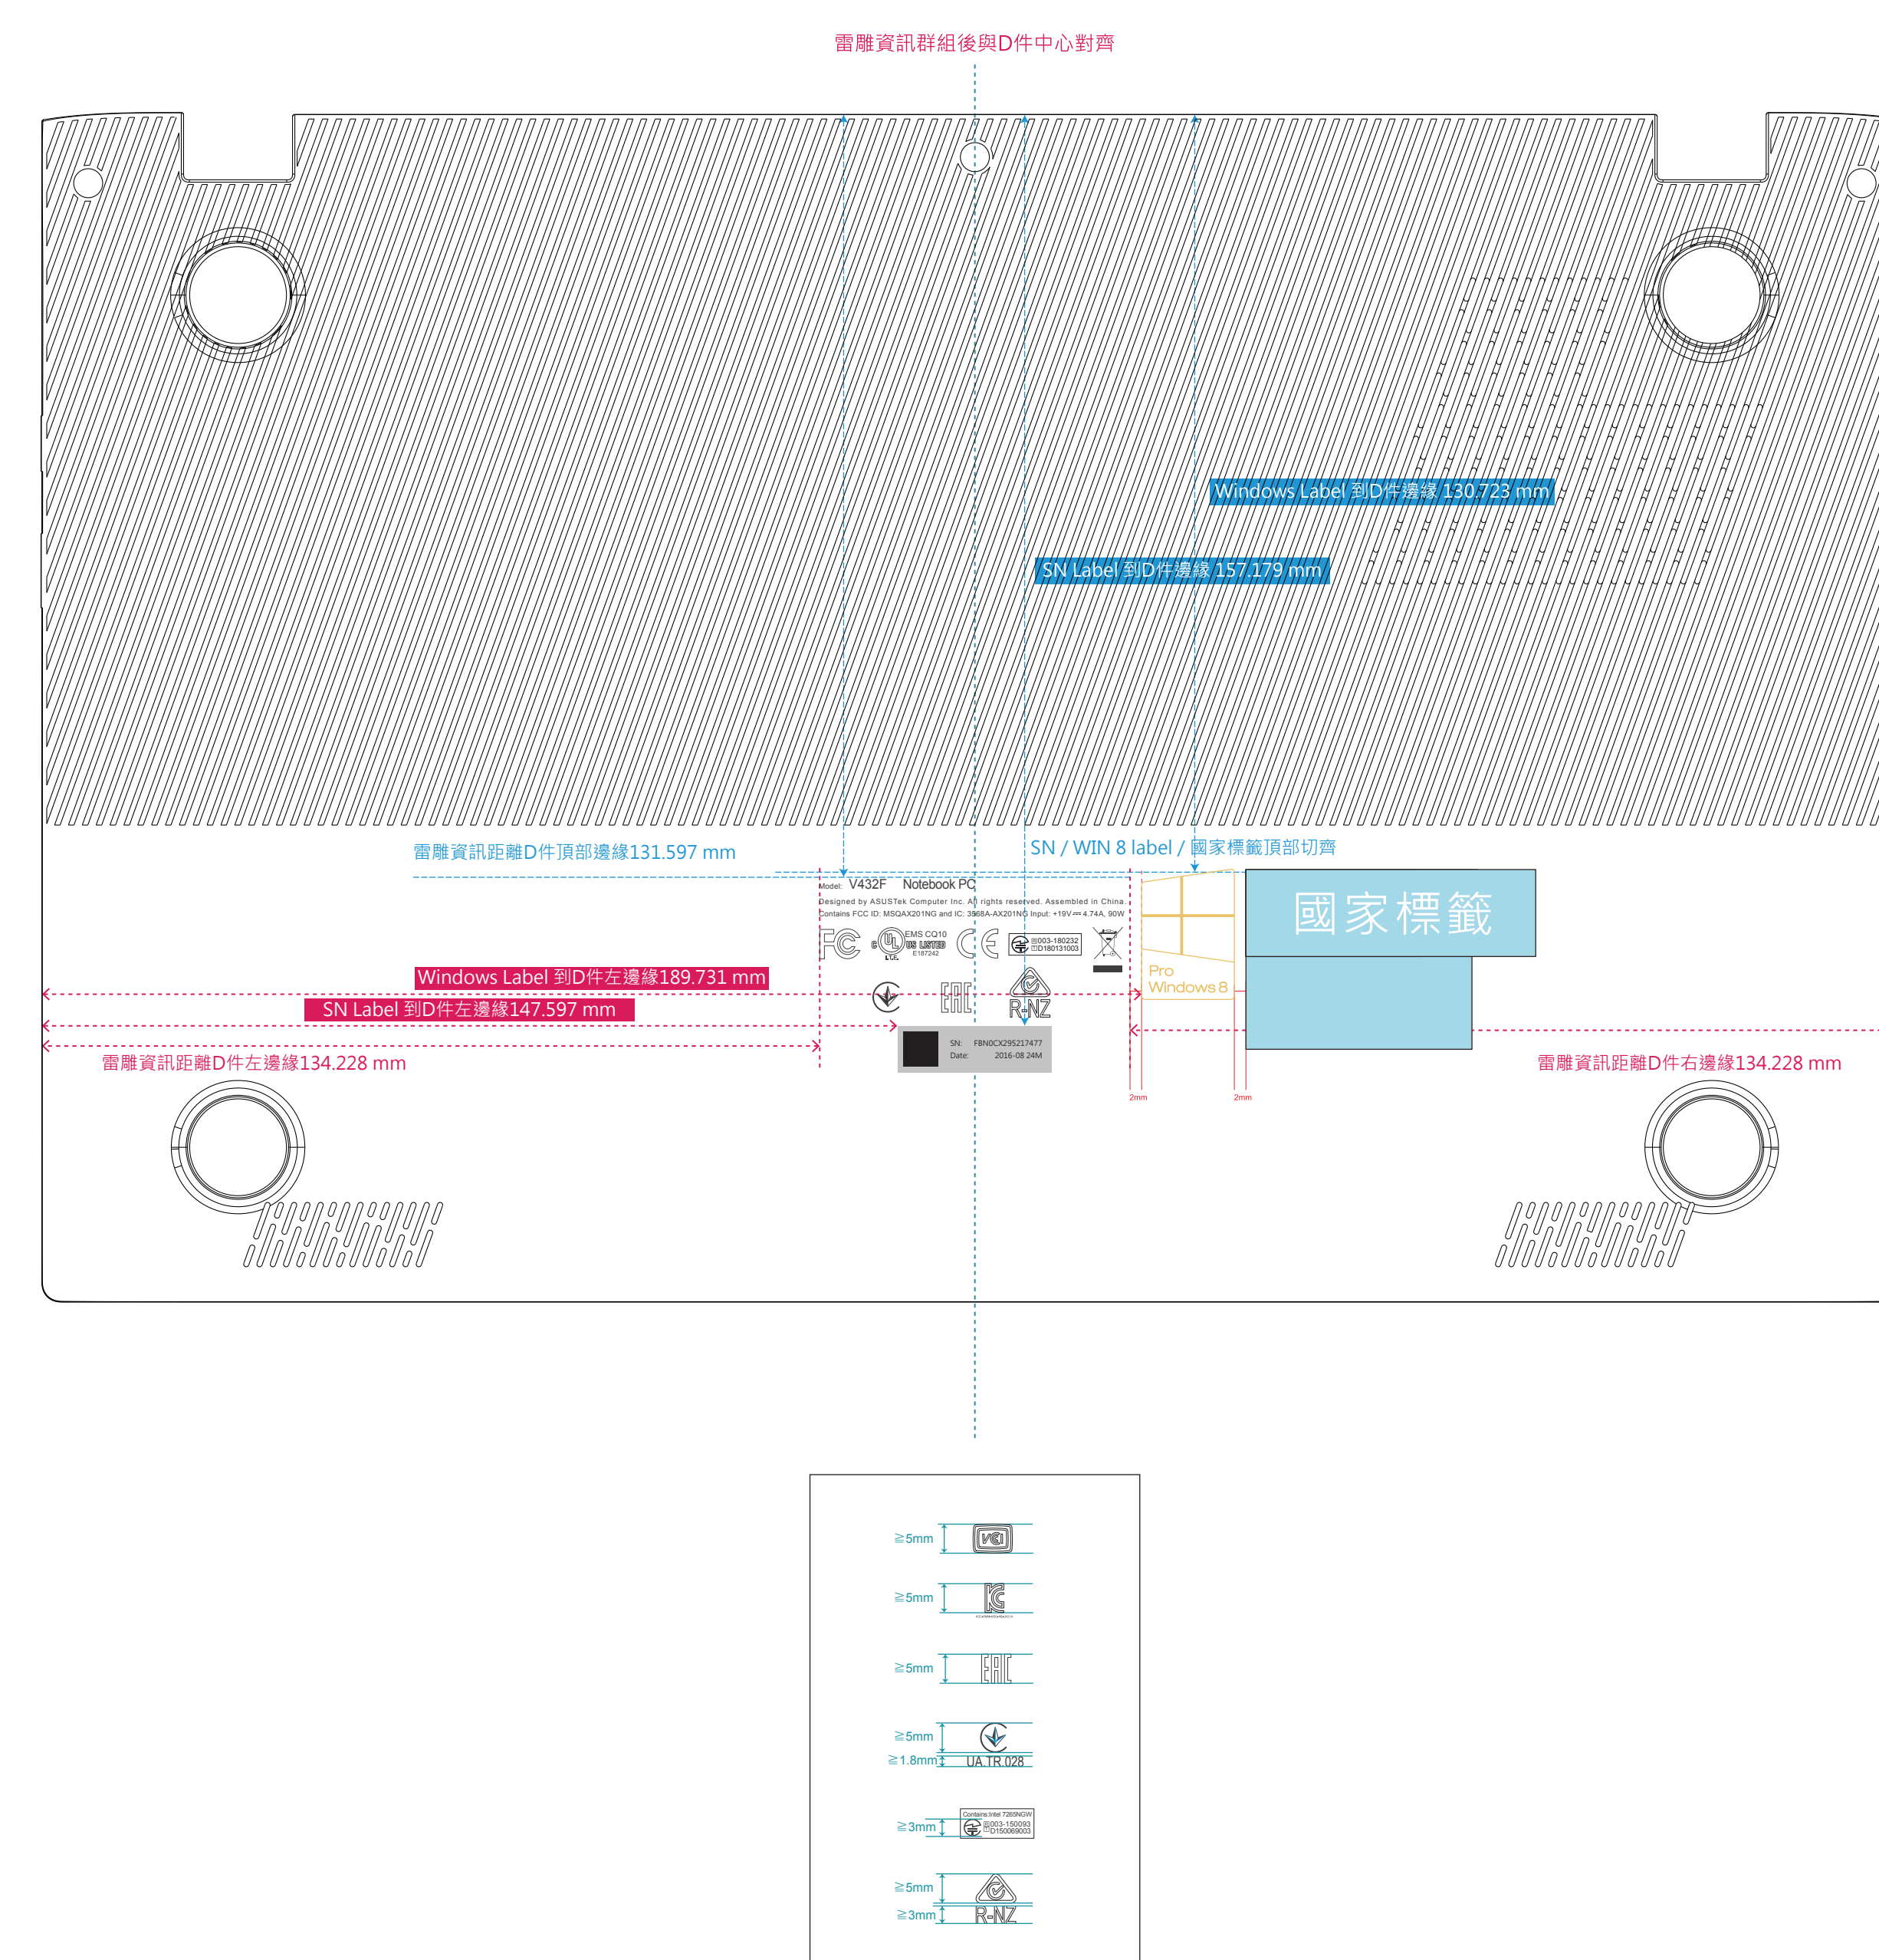 雷雕資訊群組後與D件中心對齊
Windows Label 到D件邊緣 130.723 mm
SN Label 到D件邊緣 157.179 mm
雷雕資訊距離D件頂部邊緣131.597 mm
SN / WIN 8 label / 國家標籤頂部切齊
Model: V432F Notebook PC
Designed by ASUSTek Computer Inc. All rights reserved. Assembled in China.
Contains FCC ID: MSQAX201NG and IC: 3568A-AX201NG Input: +19V⎓ 4.74A, 90W
FC
C UL US LISTED
I.T.E.
EMS CQ10
E187242
CE
R 003-180232
T D180131003
國家標籤
Pro
Windows 8
EAC
R-NZ
Windows Label 到D件左邊緣189.731 mm
SN Label 到D件左邊緣147.597 mm
SN: FBN0CX295217477
Date: 2016-08 24M
雷雕資訊距離D件左邊緣134.228 mm
雷雕資訊距離D件右邊緣134.228 mm
2mm
2mm
≧5mm
VCI
≧5mm
KC
≧5mm
EAC
≧5mm
≧1.8mm
UA.TR.028
Contains:Intel 7265NGW
≧3mm
R 003-150093
T D150069003
≧5mm
≧3mm
R-NZ